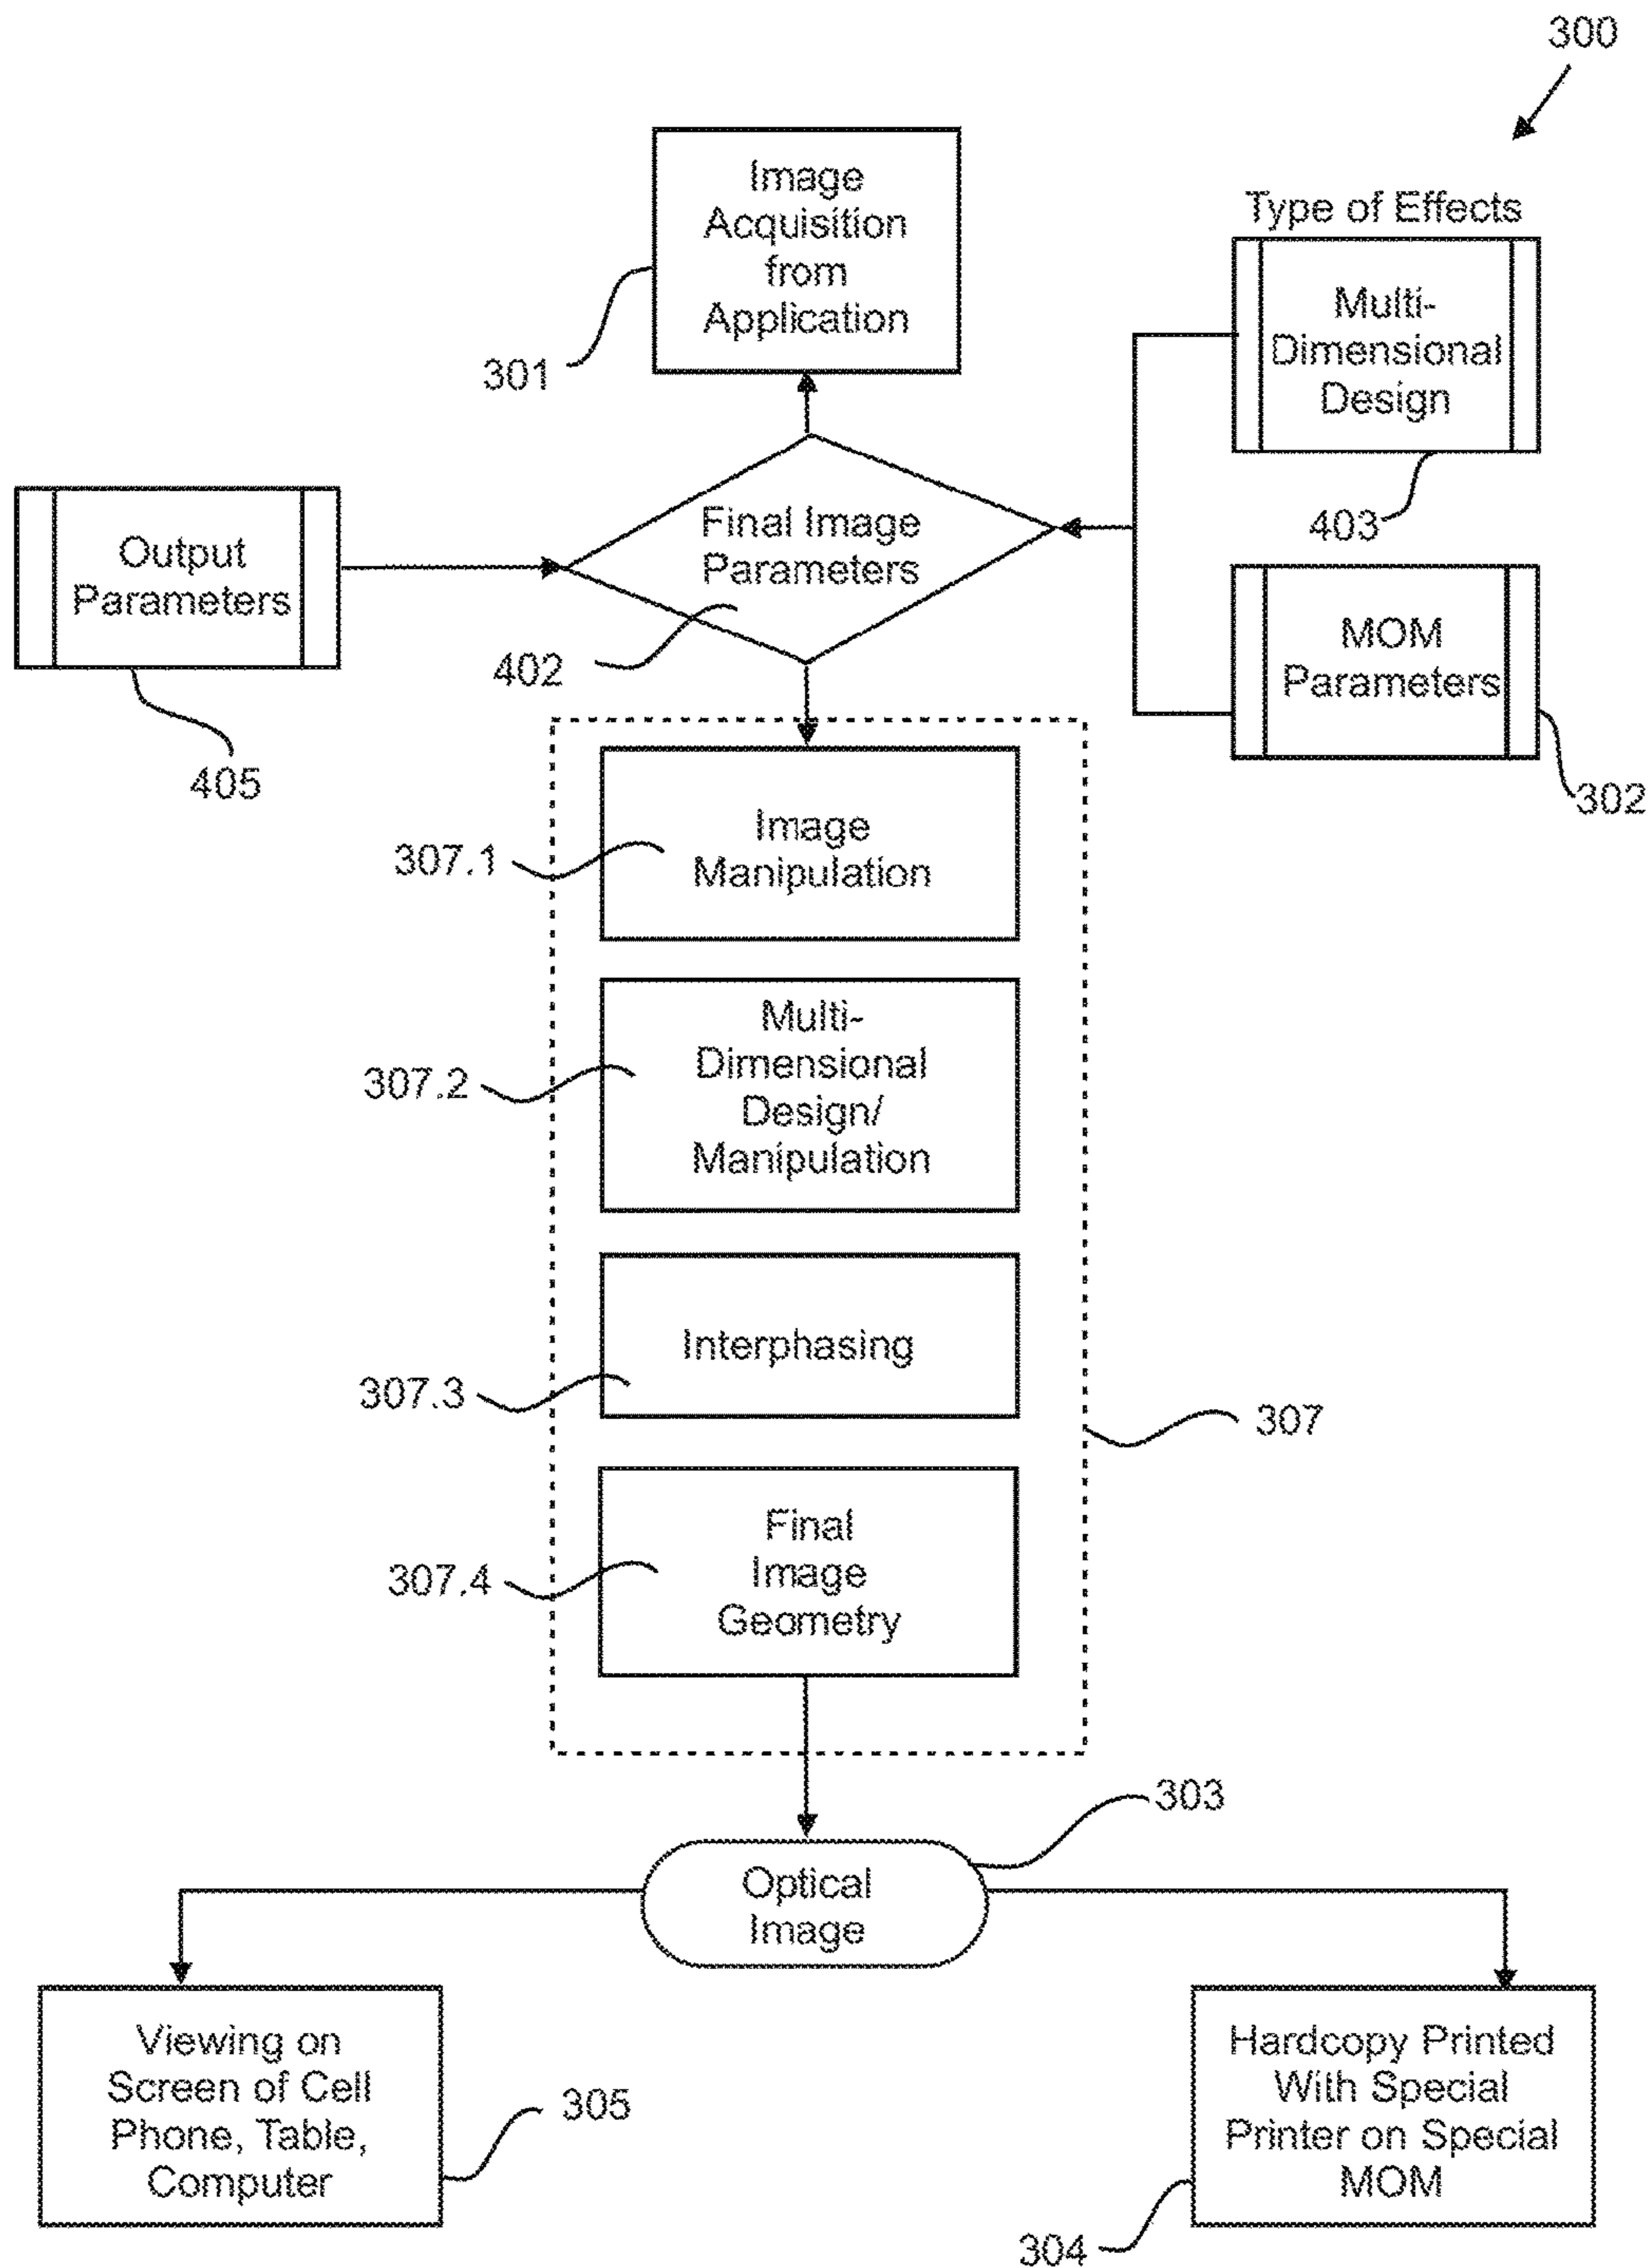 300
Image
Acquisition
from
Application
301
Type of Effects
Multi-
Dimensional
Design
403
Output
Parameters
405
Final Image
Parameters
402
MOM
Parameters
302
Image
Manipulation
307.1
Multi-
Dimensional
Design/
Manipulation
307.2
Interphasing
307.3
307
Final
Image
Geometry
307.4
303
Optical
Image
Viewing on
Screen of Cell
Phone, Table,
Computer
305
Hardcopy Printed
With Special
Printer on Special
MOM
304